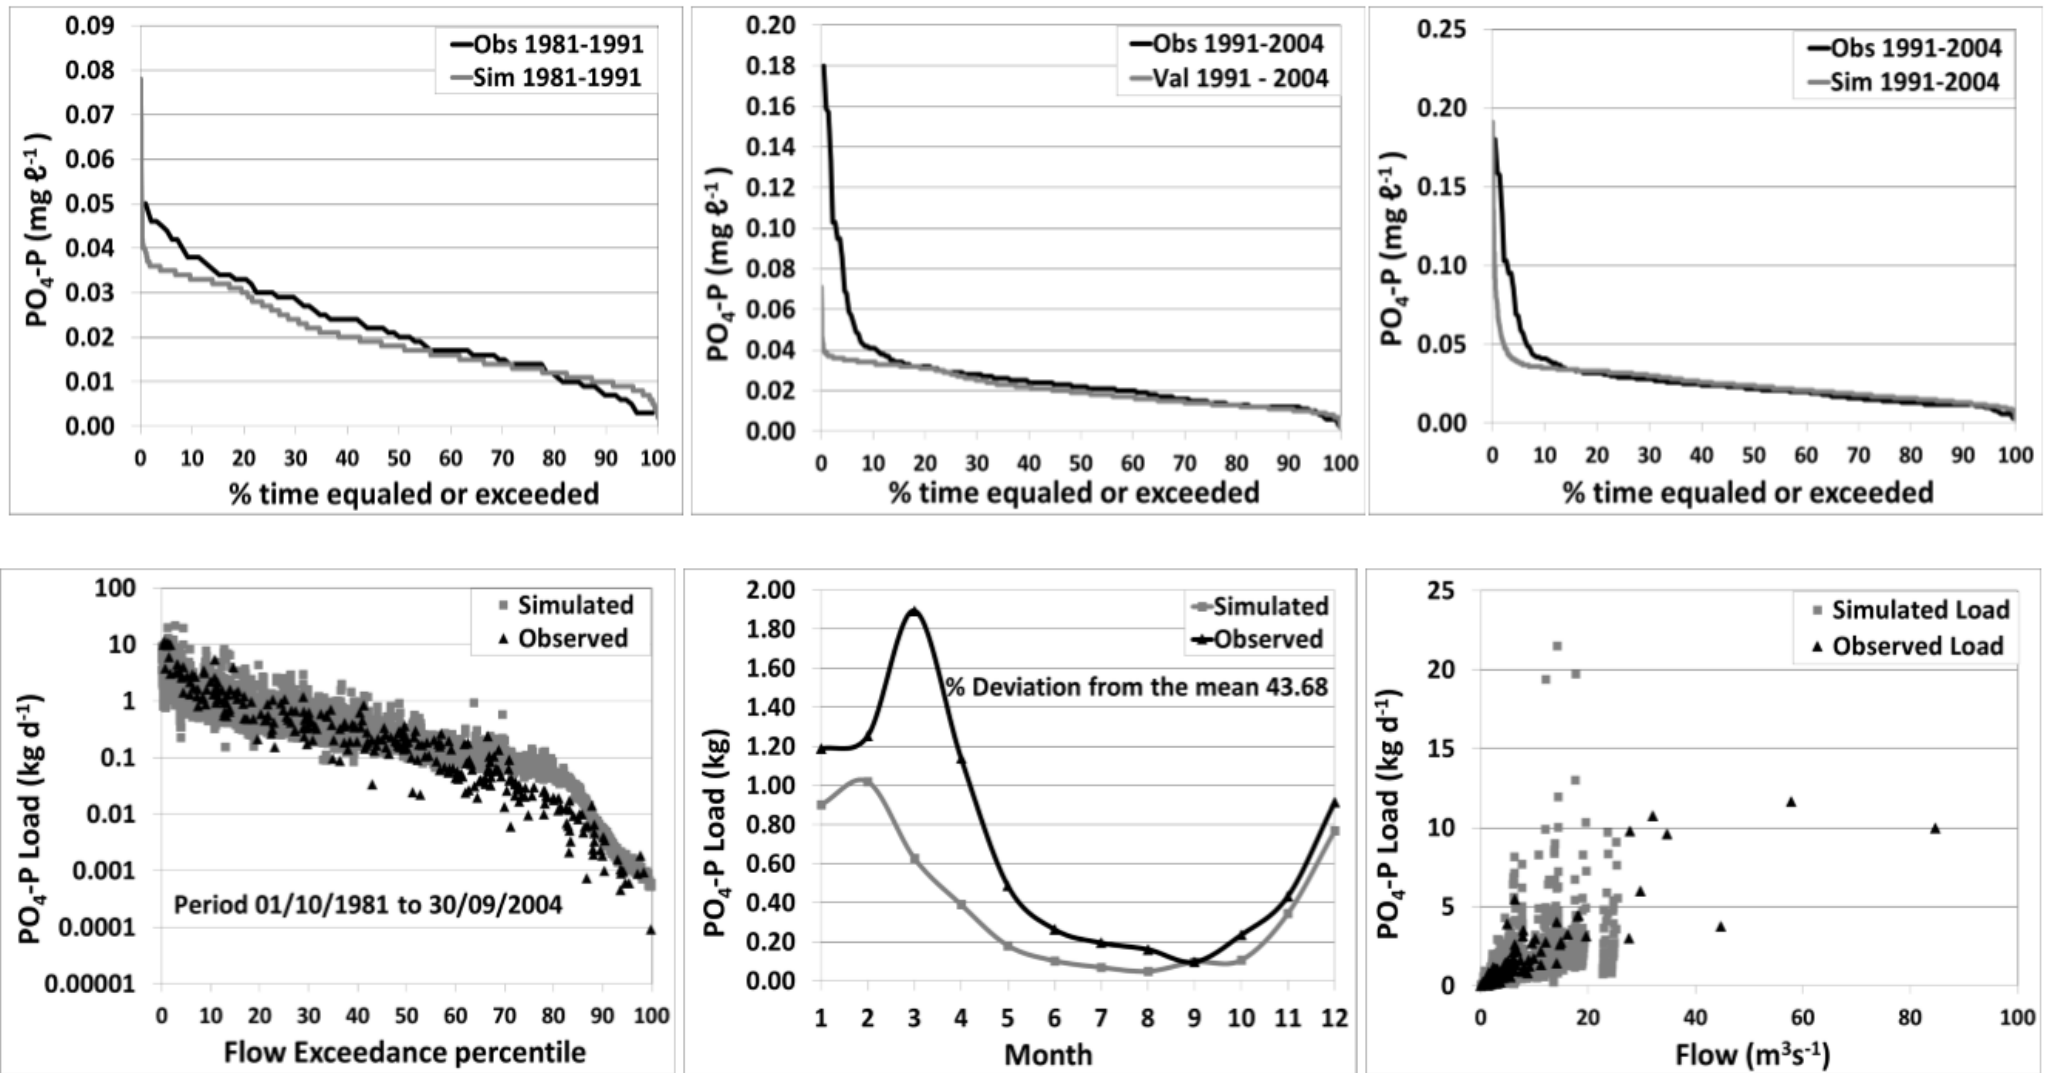 0.09
0.08
0.07
0.06
0.05
0.04
0.03
0.02
0.01
0.00
PO₄-P (mg ℓ⁻¹ )
Obs 1981-1991
Sim 1981-1991
0 10 20 30 40 50 60 70 80 90 100
% time equaled or exceeded
0.20
0.18
0.16
0.14
0.12
0.10
0.08
0.06
0.04
0.02
0.00
PO₄-P (mg ℓ⁻¹ )
Obs 1991-2004
Val 1991 - 2004
0 10 20 30 40 50 60 70 80 90 100
% time equaled or exceeded
0.25
0.20
0.15
0.10
0.05
0.00
PO₄-P (mg ℓ⁻¹ )
Obs 1991-2004
Sim 1991-2004
0 10 20 30 40 50 60 70 80 90 100
% time equaled or exceeded
100
10
1
0.1
0.01
0.001
0.0001
0.00001
PO₄-P Load (kg d⁻¹)
Simulated
Observed
Period 01/10/1981 to 30/09/2004
0 10 20 30 40 50 60 70 80 90 100
Flow Exceedance percentile
2.00
1.80
1.60
1.40
1.20
1.00
0.80
0.60
0.40
0.20
0.00
PO₄-P Load (kg)
Simulated
Observed
% Deviation from the mean 43.68
1 2 3 4 5 6 7 8 9 10 11 12
Month
25
20
15
10
5
0
PO₄-P Load (kg d⁻¹)
Simulated Load
Observed Load
0 20 40 60 80 100
Flow (m³s⁻¹)